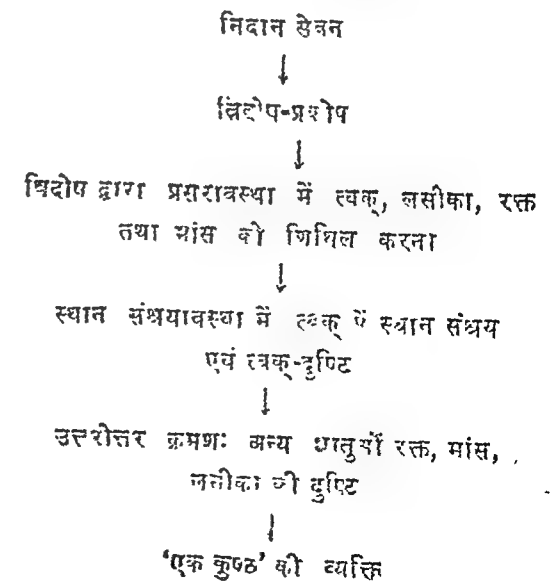 निदान सेवन
↓
त्रिदोष-प्रकोप
↓
त्रिदोष द्वारा प्रसरावस्था में त्वक्, लसीका, रक्त
तथा मांस को शिथिल करना
↓
स्थान संश्रयावस्था में त्वक् में स्थान संश्रय
एवं त्वक्-दुष्टि
↓
उत्तरोत्तर क्रमशः अन्य धातुयों रक्त, मांस,
लसीका की दुष्टि
↓
'एक कुष्ठ' की व्यक्ति